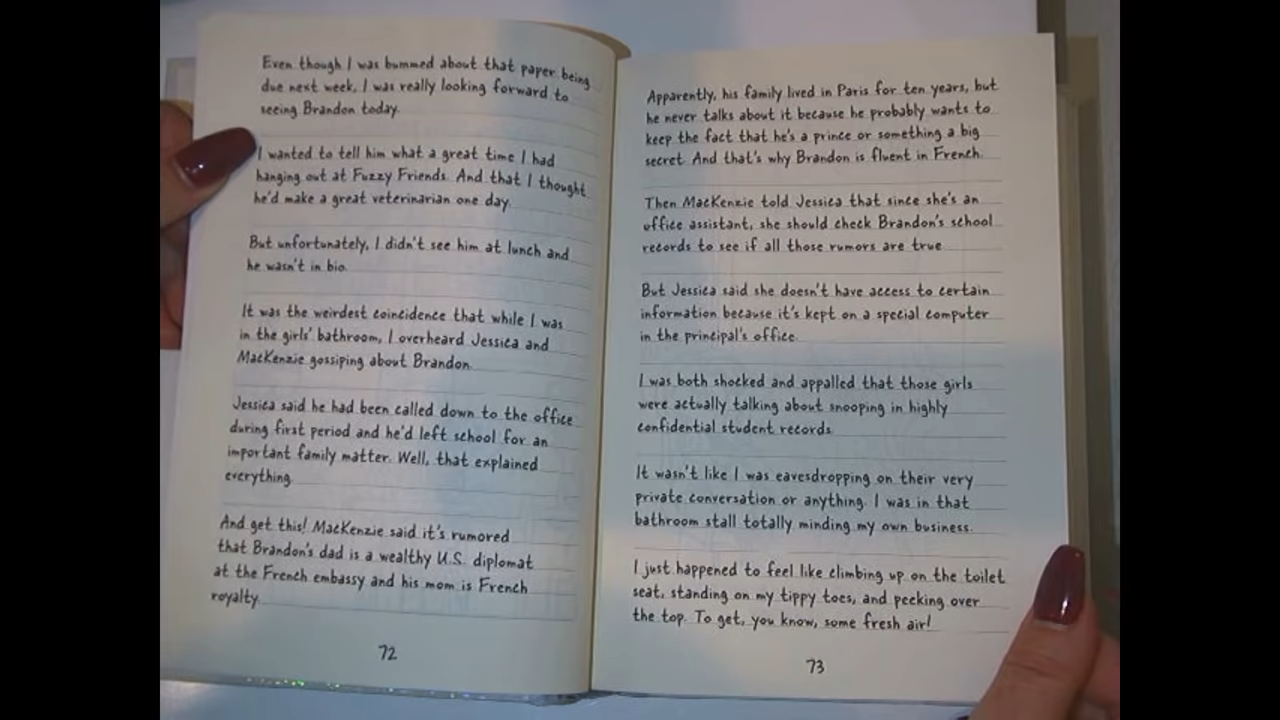 Even though I was bummed about that paper being
due next week, I was really looking forward to
seeing Brandon today.
I wanted to tell him what a great time I had
hanging out at Fuzzy Friends. And that I thought
he'd make a great veterinarian one day.
But unfortunately, I didn't see him at lunch and
he wasn't in bio.
It was the weirdest coincidence that while I was
in the girls' bathroom, I overheard Jessica and
MacKenzie gossiping about Brandon.
Jessica said he had been called down to the office
during first period and he'd left school for an
important family matter. Well, that explained
everything.
And get this! MacKenzie said it's rumored
that Brandon's dad is a wealthy U.S. diplomat
at the French embassy and his mom is French
royalty.
72
Apparently, his family lived in Paris for ten years, but
he never talks about it because he probably wants to
keep the fact that he's a prince or something a big
secret. And that's why Brandon is fluent in French.
Then MacKenzie told Jessica that since she's an
office assistant, she should check Brandon's school
records to see if all those rumors are true.
But Jessica said she doesn't have access to certain
information because it's kept on a special computer
in the principal's office.
I was both shocked and appalled that those girls
were actually talking about snooping in highly
confidential student records.
It wasn't like I was eavesdropping on their very
private conversation or anything. I was in that
bathroom stall totally minding my own business.
I just happened to feel like climbing up on the toilet
seat, standing on my tippy toes, and peeking over
the top. To get, you know, some fresh air!
73